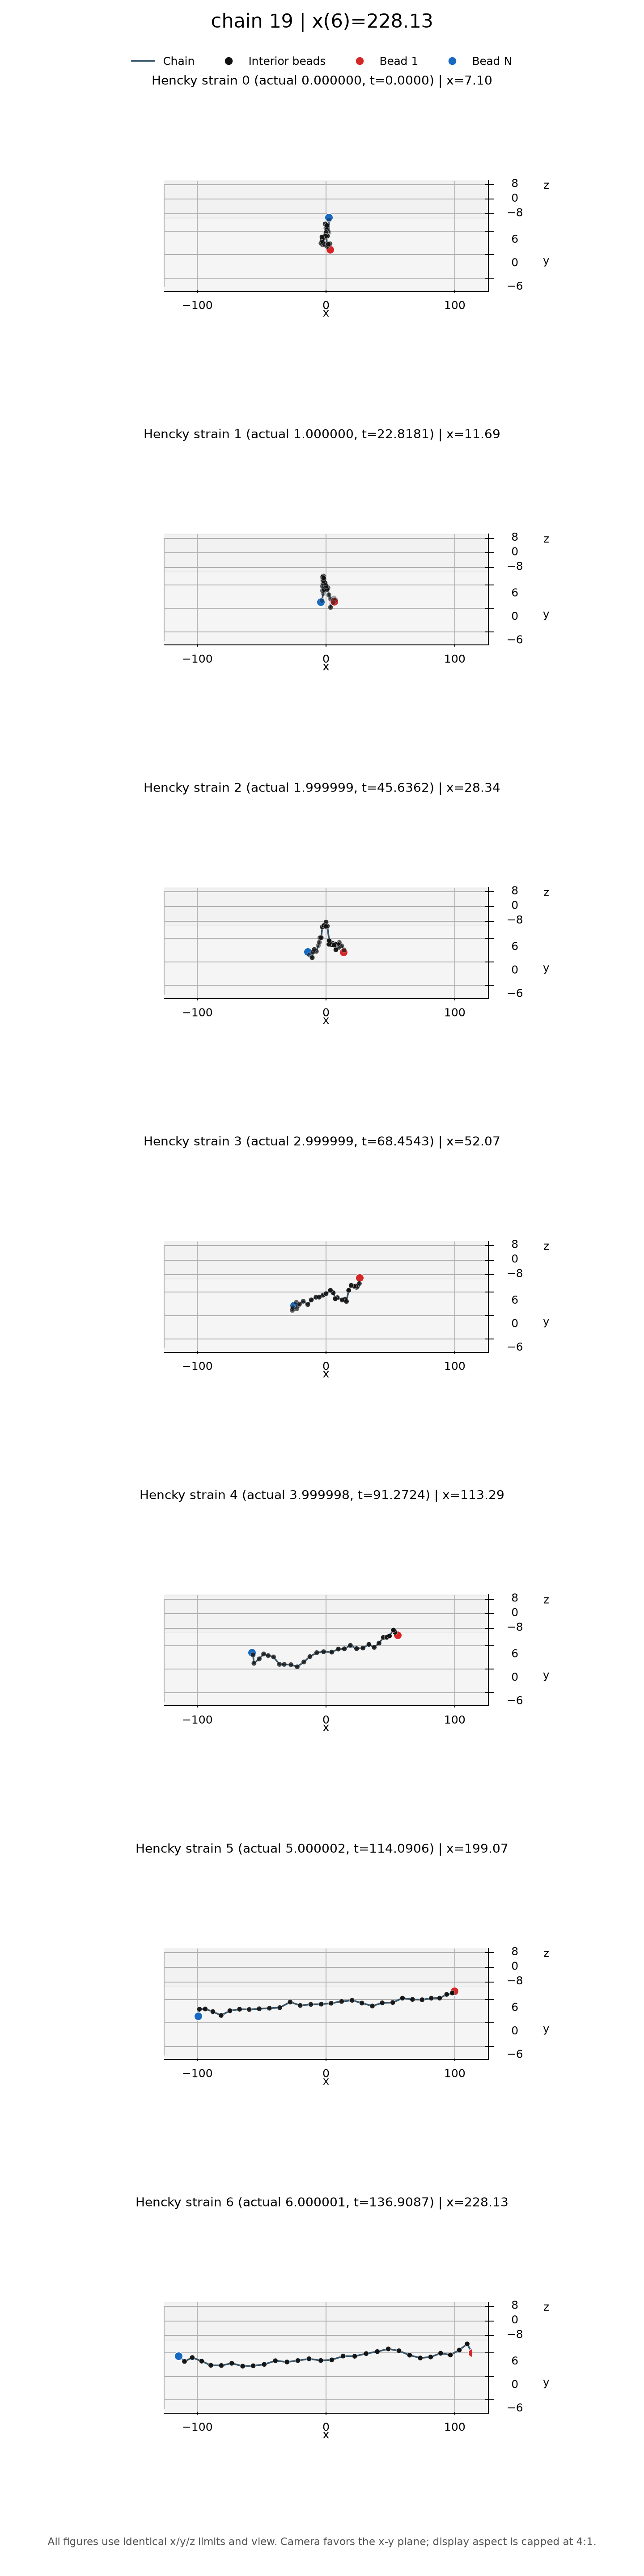 chain 19 | x(6)=228.13
Chain Interior beads Bead 1 Bead N
Hencky strain 0 (actual 0.000000, t=0.0000) | x=7.10
8 z
0
−8
6
0 y
−6
−100 0 100
x
Hencky strain 1 (actual 1.000000, t=22.8181) | x=11.69
8 z
0
−8
6
0 y
−6
−100 0 100
x
Hencky strain 2 (actual 1.999999, t=45.6362) | x=28.34
8 z
0
−8
6
0 y
−6
−100 0 100
x
Hencky strain 3 (actual 2.999999, t=68.4543) | x=52.07
8 z
0
−8
6
0 y
−6
−100 0 100
x
Hencky strain 4 (actual 3.999998, t=91.2724) | x=113.29
8 z
0
−8
6
0 y
−6
−100 0 100
x
Hencky strain 5 (actual 5.000002, t=114.0906) | x=199.07
8 z
0
−8
6
0 y
−6
−100 0 100
x
Hencky strain 6 (actual 6.000001, t=136.9087) | x=228.13
8 z
0
−8
6
0 y
−6
−100 0 100
x
All figures use identical x/y/z limits and view. Camera favors the x-y plane; display aspect is capped at 4:1.